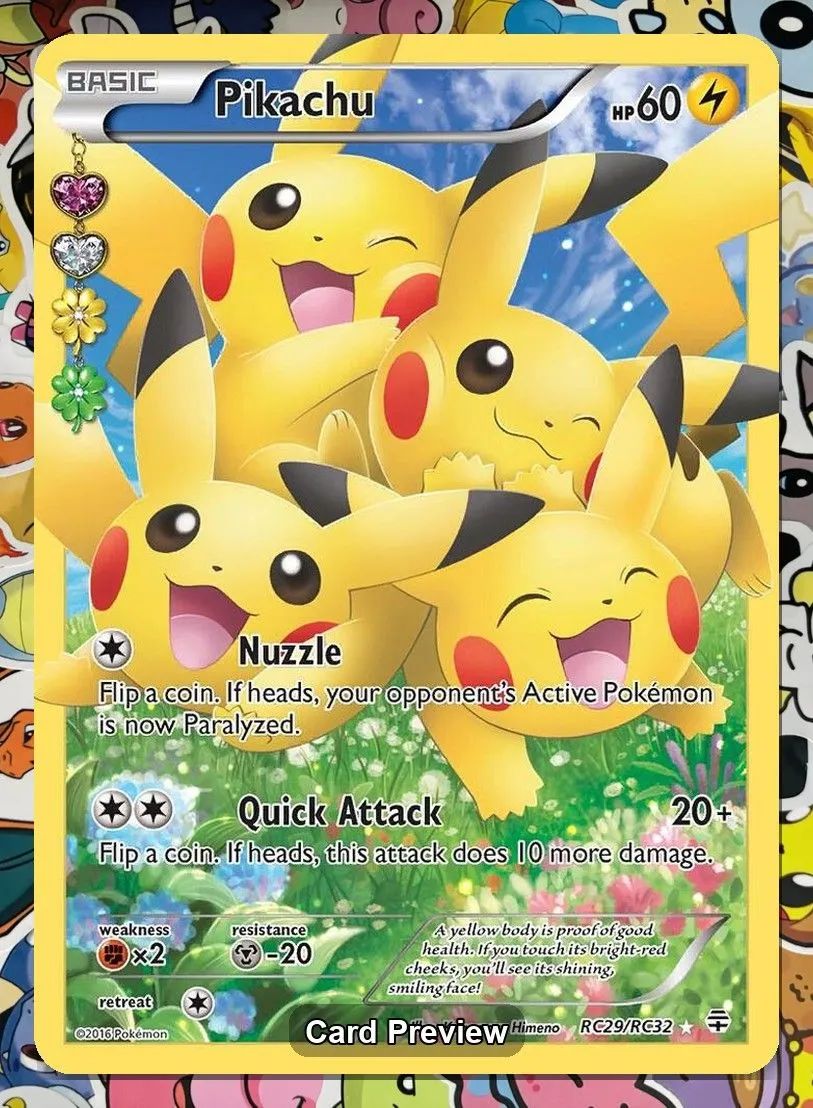 BASIC
Pikachu
HP60
Nuzzle
Flip a coin. If heads, your opponent's Active Pokémon
is now Paralyzed.
Quick Attack 20+
Flip a coin. If heads, this attack does 10 more damage.
weakness resistance
×2 -20
A yellow body is proof of good
health. If you touch its bright-red
cheeks, you'll see its shining,
smiling face!
retreat
©2016 Pokémon
Card Preview
Himeno RC29/RC32